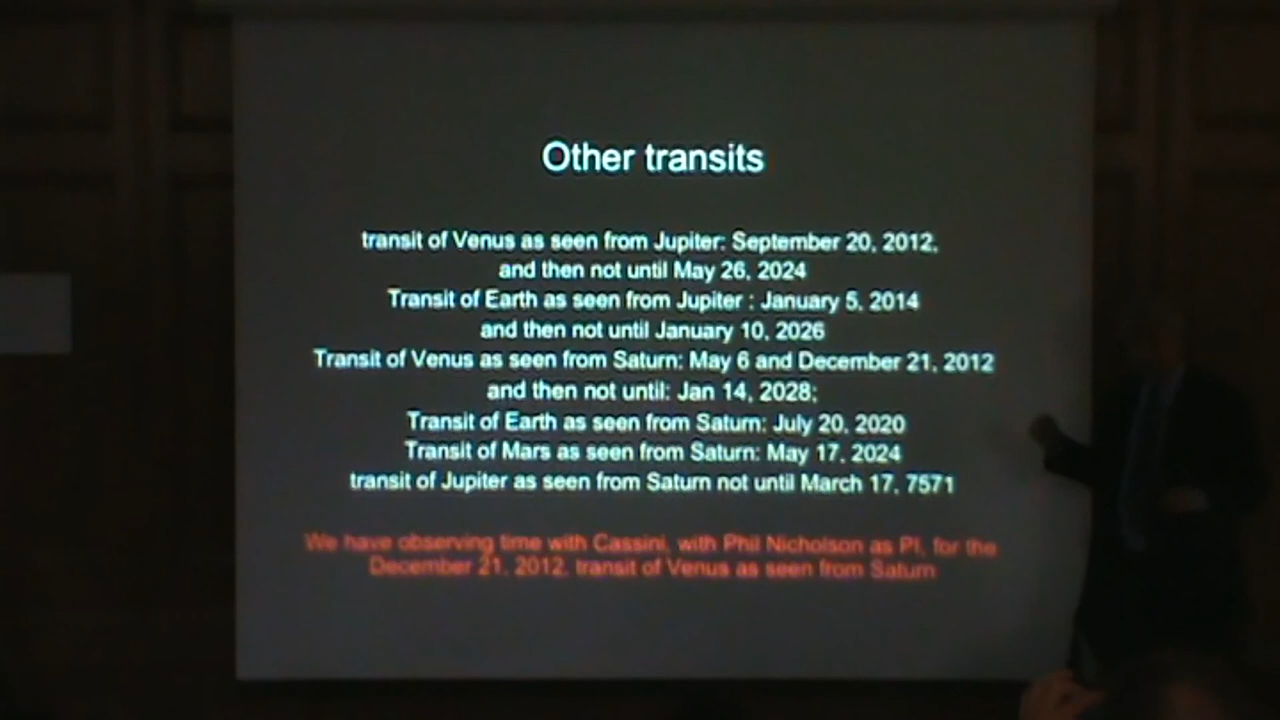 Other transits
transit of Venus as seen from Jupiter: September 20, 2012,
and then not until May 26, 2024
Transit of Earth as seen from Jupiter : January 5, 2014
and then not until January 10, 2026
Transit of Venus as seen from Saturn: May 6 and December 21, 2012
and then not until: Jan 14, 2028;
Transit of Earth as seen from Saturn: July 20, 2020
Transit of Mars as seen from Saturn: May 17, 2024
transit of Jupiter as seen from Saturn not until March 17, 7571
We have observing time with Cassini, with Phil Nicholson as PI, for the
December 21, 2012, transit of Venus as seen from Saturn